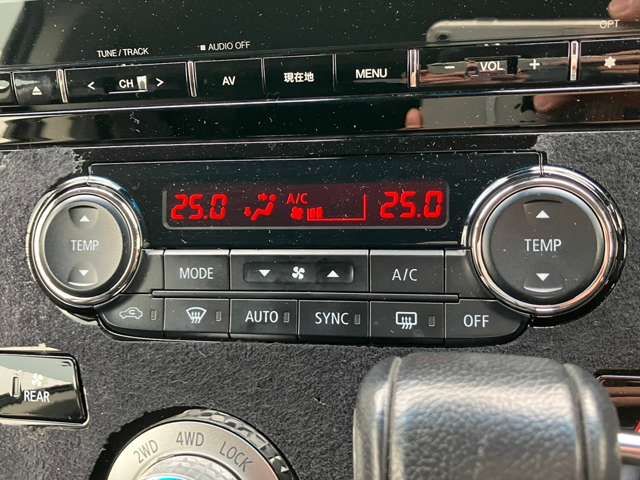 OPT
TUNE / TRACK
AUDIO OFF
< CH >
AV
現在地
MENU
− VOL +
25.0
A/C
25.0
TEMP
TEMP
MODE
A/C
AUTO
SYNC
OFF
REAR
2WD
4WD
LOCK